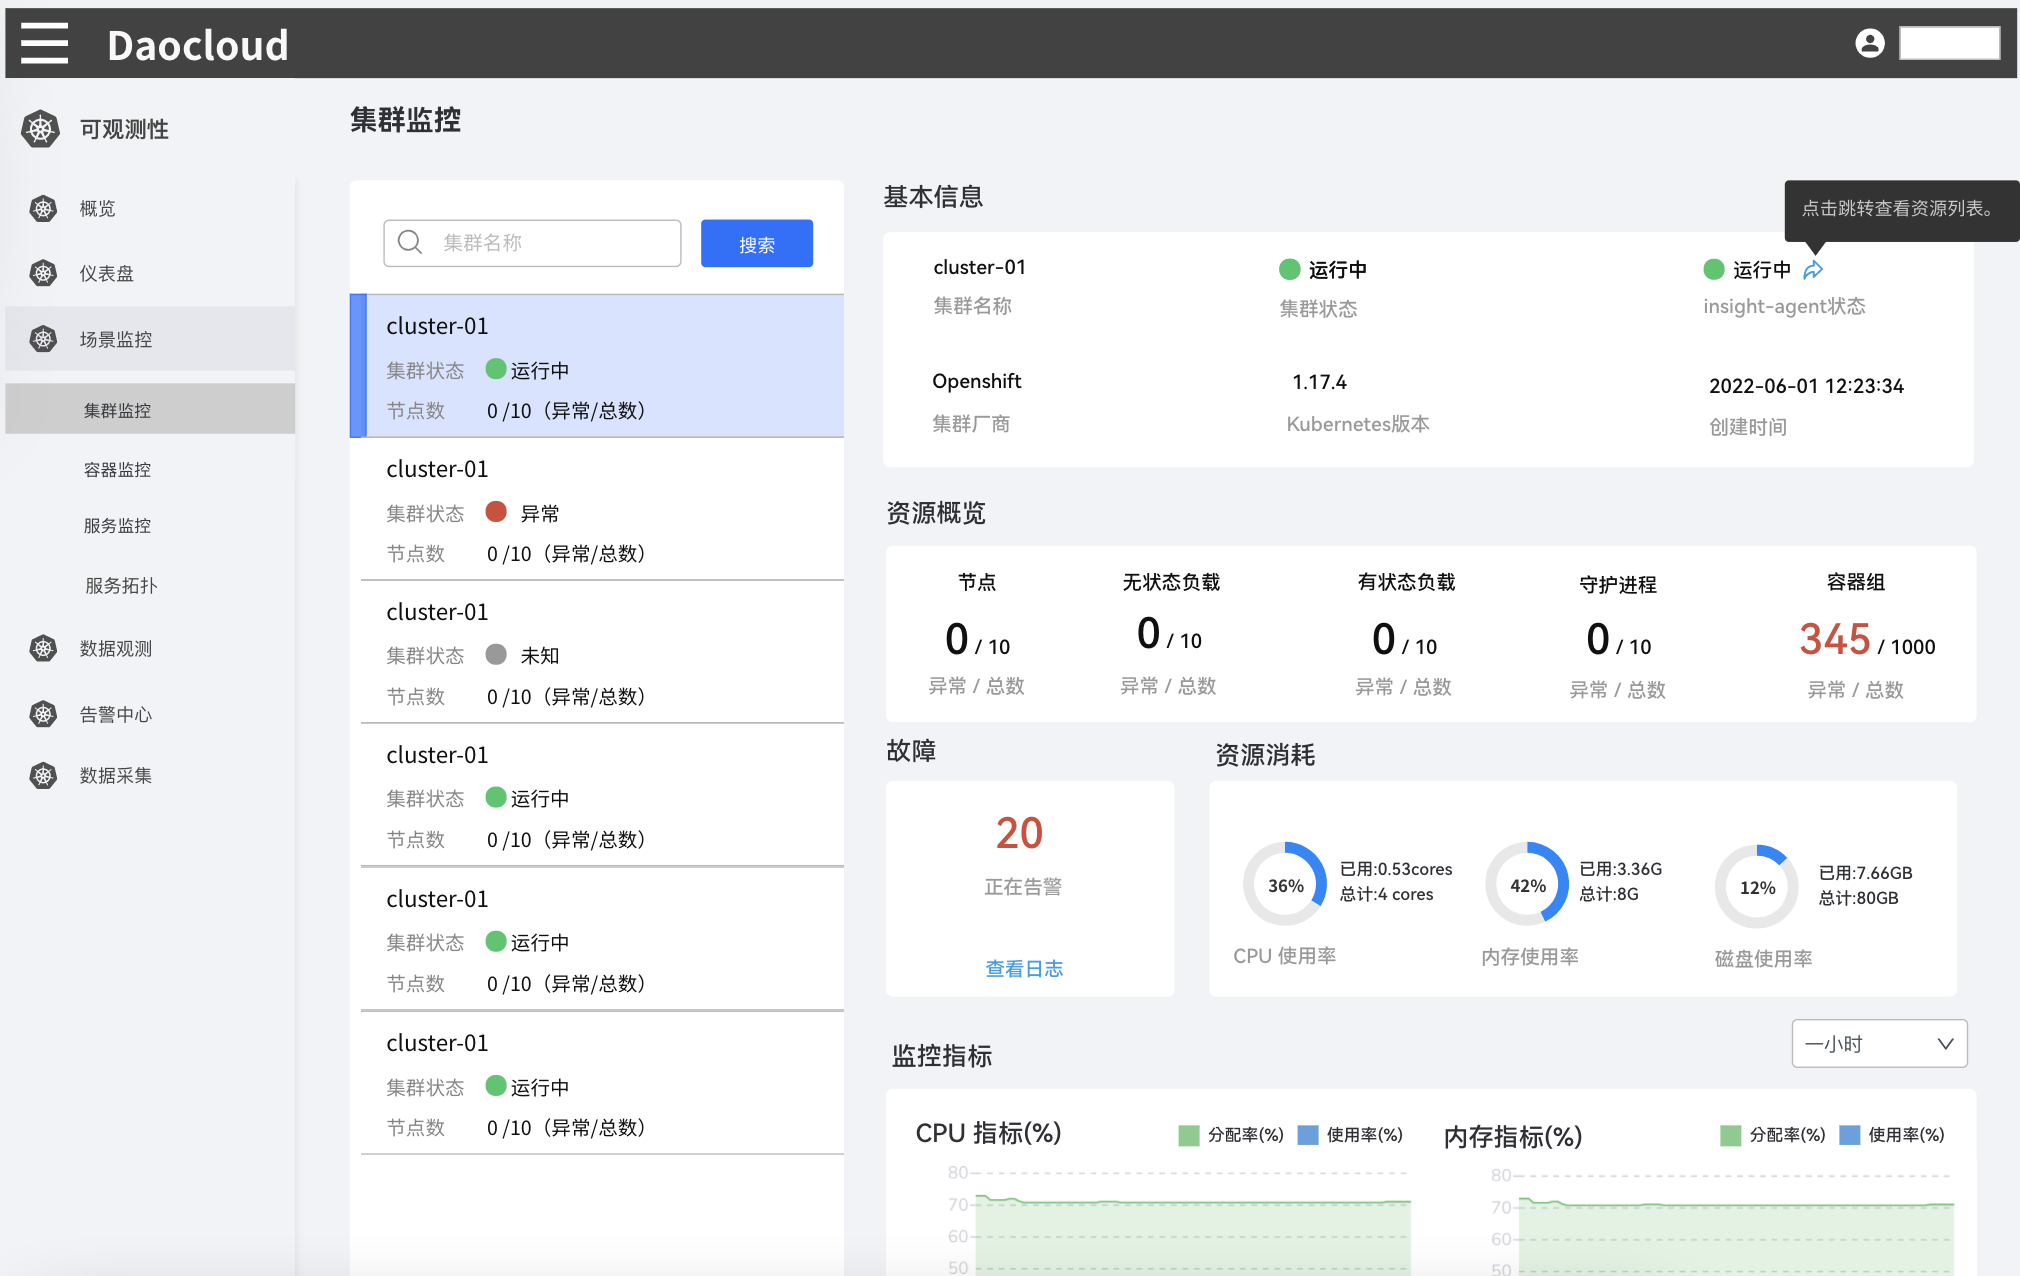 Daocloud
可观测性
概览
仪表盘
场景监控
集群监控
容器监控
服务监控
服务拓扑
数据观测
告警中心
数据采集
集群监控
集群名称
搜索
cluster-01
集群状态 运行中
节点数 0 /10（异常/总数）
cluster-01
集群状态 异常
节点数 0 /10（异常/总数）
cluster-01
集群状态 未知
节点数 0 /10（异常/总数）
cluster-01
集群状态 运行中
节点数 0 /10（异常/总数）
cluster-01
集群状态 运行中
节点数 0 /10（异常/总数）
cluster-01
集群状态 运行中
节点数 0 /10（异常/总数）
基本信息
点击跳转查看资源列表。
cluster-01 运行中 运行中
集群名称 集群状态 insight-agent状态
Openshift 1.17.4 2022-06-01 12:23:34
集群厂商 Kubernetes版本 创建时间
资源概览
节点 无状态负载 有状态负载 守护进程 容器组
0 / 10 0 / 10 0 / 10 0 / 10 345 / 1000
异常 / 总数 异常 / 总数 异常 / 总数 异常 / 总数 异常 / 总数
故障
20
正在告警
查看日志
资源消耗
36%
已用:0.53cores
总计:4 cores
CPU 使用率
42%
已用:3.36G
总计:8G
内存使用率
12%
已用:7.66GB
总计:80GB
磁盘使用率
监控指标
一小时
CPU 指标(%) 分配率(%) 使用率(%)
80
70
60
50
内存指标(%) 分配率(%) 使用率(%)
80
70
60
50